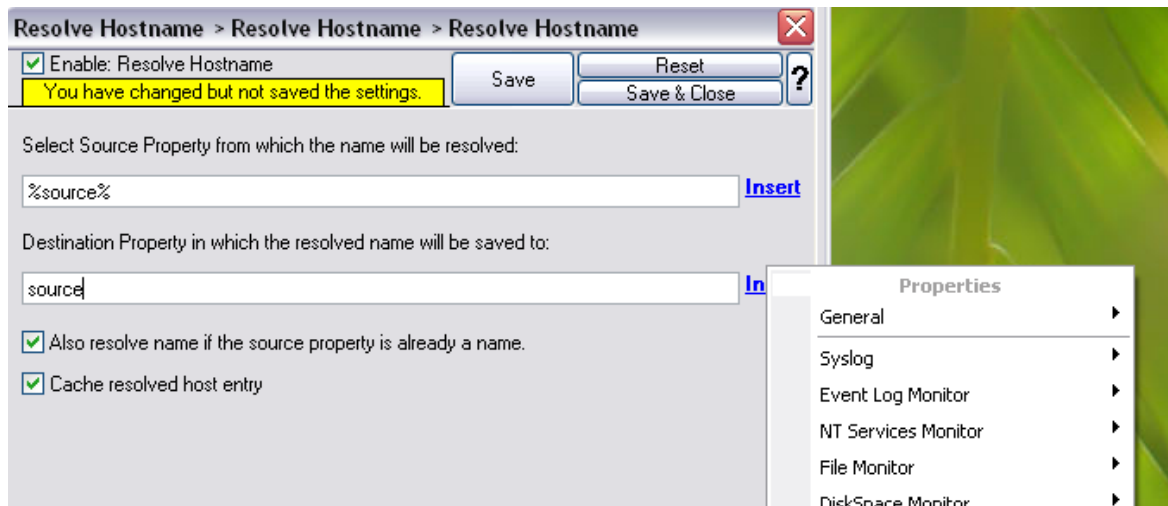 Resolve Hostname > Resolve Hostname > Resolve Hostname
Enable: Resolve Hostname
You have changed but not saved the settings.
Save
Reset
Save & Close
?
Select Source Property from which the name will be resolved:
%source%
Insert
Destination Property in which the resolved name will be saved to:
source
In
Also resolve name if the source property is already a name.
Cache resolved host entry
Properties
General
Syslog
Event Log Monitor
NT Services Monitor
File Monitor
DiskSpace Monitor